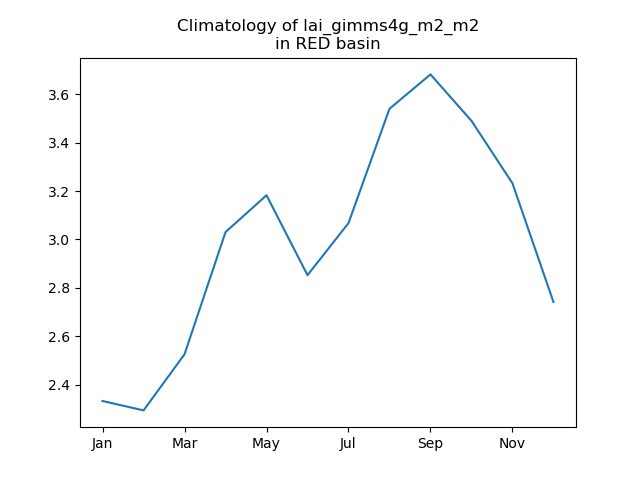 Climatology of lai_gimms4g_m2_m2
in RED basin
3.6
3.4
3.2
3.0
2.8
2.6
2.4
Jan
Mar
May
Jul
Sep
Nov